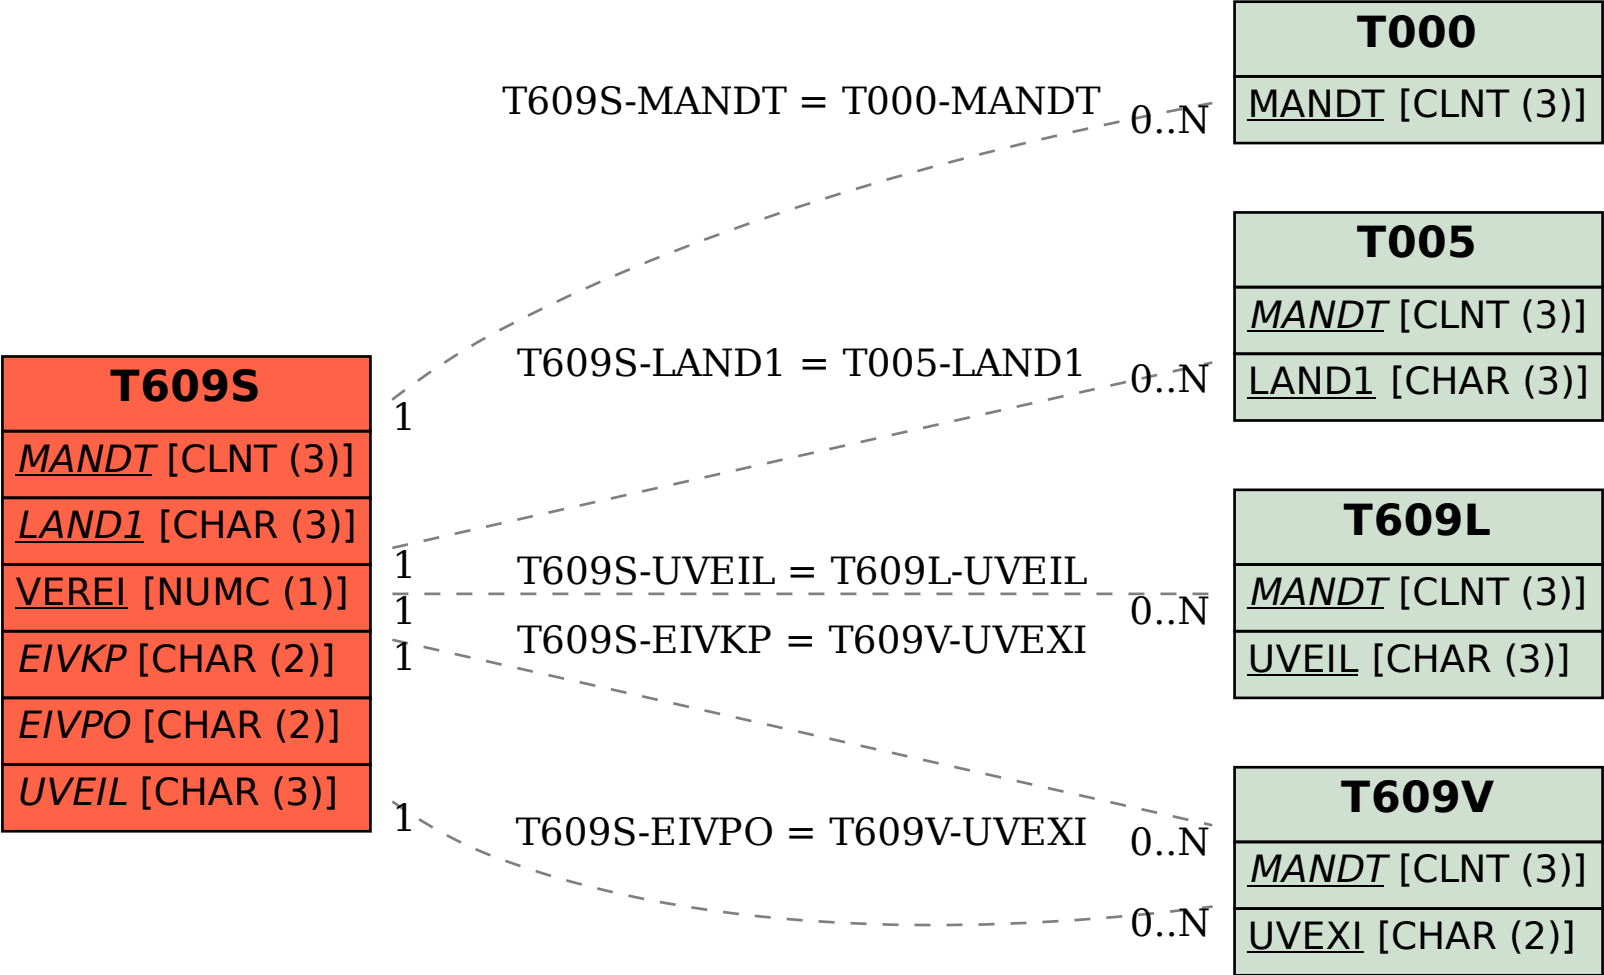 T609S
MANDT [CLNT (3)]
LAND1 [CHAR (3)]
VEREI [NUMC (1)]
EIVKP [CHAR (2)]
EIVPO [CHAR (2)]
UVEIL [CHAR (3)]
T609S-MANDT = T000-MANDT
1
0..N
T609S-LAND1 = T005-LAND1
1
0..N
T609S-UVEIL = T609L-UVEIL
1
0..N
T609S-EIVKP = T609V-UVEXI
1
0..N
T609S-EIVPO = T609V-UVEXI
1
0..N
T000
MANDT [CLNT (3)]
T005
MANDT [CLNT (3)]
LAND1 [CHAR (3)]
T609L
MANDT [CLNT (3)]
UVEIL [CHAR (3)]
T609V
MANDT [CLNT (3)]
UVEXI [CHAR (2)]